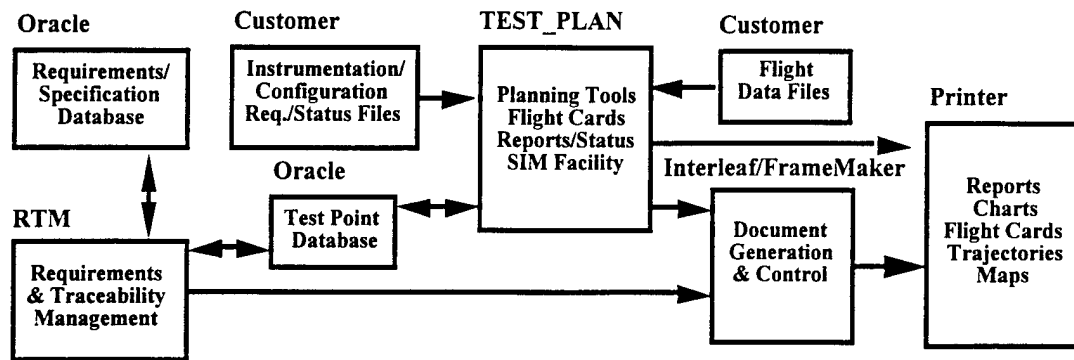 Oracle
Requirements/
Specification
Database
Customer
Instrumentation/
Configuration
Req./Status Files
TEST_PLAN
Planning Tools
Flight Cards
Reports/Status
SIM Facility
Customer
Flight
Data Files
Printer
Reports
Charts
Flight Cards
Trajectories
Maps
Oracle
Test Point
Database
Interleaf/FrameMaker
Document
Generation
& Control
RTM
Requirements
& Traceability
Management